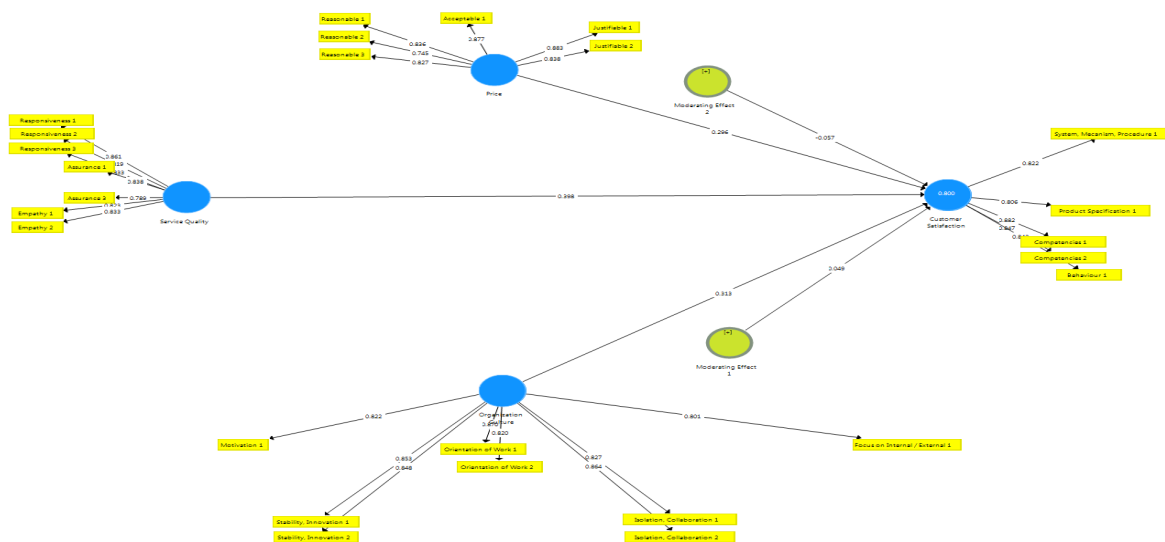 Reasonable 1
Acceptable 1
Justifiable 1
0.836
0.877
Reasonable 2
0.745
0.883
Justifiable 2
0.838
Reasonable 3
0.827
Price
[+]
Moderating Effect
2
Responsiveness 1
Responsiveness 2
Responsiveness 3
0.861
Assurance 1
0.838
0.789
Assurance 3
Empathy 1
0.833
Empathy 2
Service Quality
0.296
-0.057
0.398
System, Mecanism, Procedure 1
0.822
0.800
Customer
Satisfaction
0.806
Product Specification 1
0.882
0.847
Competencies 1
Competencies 2
Behaviour 1
0.313
0.049
[+]
Moderating Effect
1
Organization
Culture
0.822
0.801
Motivation 1
0.820
Orientation of Work 1
Orientation of Work 2
Focus on Internal / External 1
0.853
0.848
0.827
0.864
Stability, Innovation 1
Stability, Innovation 2
Isolation, Collaboration 1
Isolation, Collaboration 2